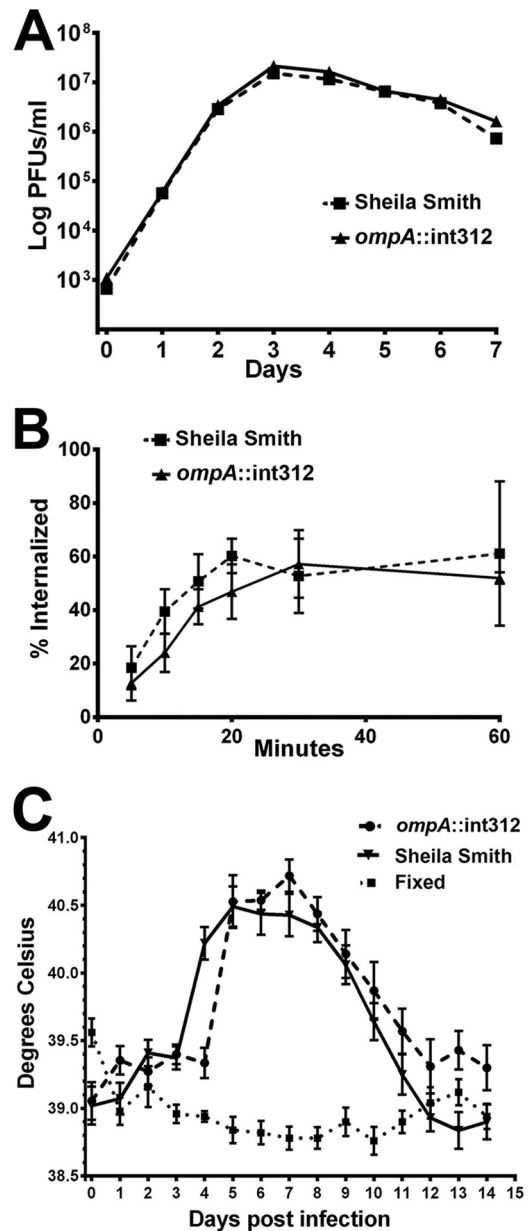 A
10⁸
10⁷
10⁶
10⁵
10⁴
10³
Log PFUs/ml
Sheila Smith
ompA::int312
0 1 2 3 4 5 6 7
Days
B
Sheila Smith
ompA::int312
100
80
60
40
20
0
% Internalized
0 20 40 60
Minutes
C
ompA::int312
Sheila Smith
Fixed
41.0
40.5
40.0
39.5
39.0
38.5
Degrees Celsius
0 1 2 3 4 5 6 7 8 9 10 11 12 13 14 15
Days post infection